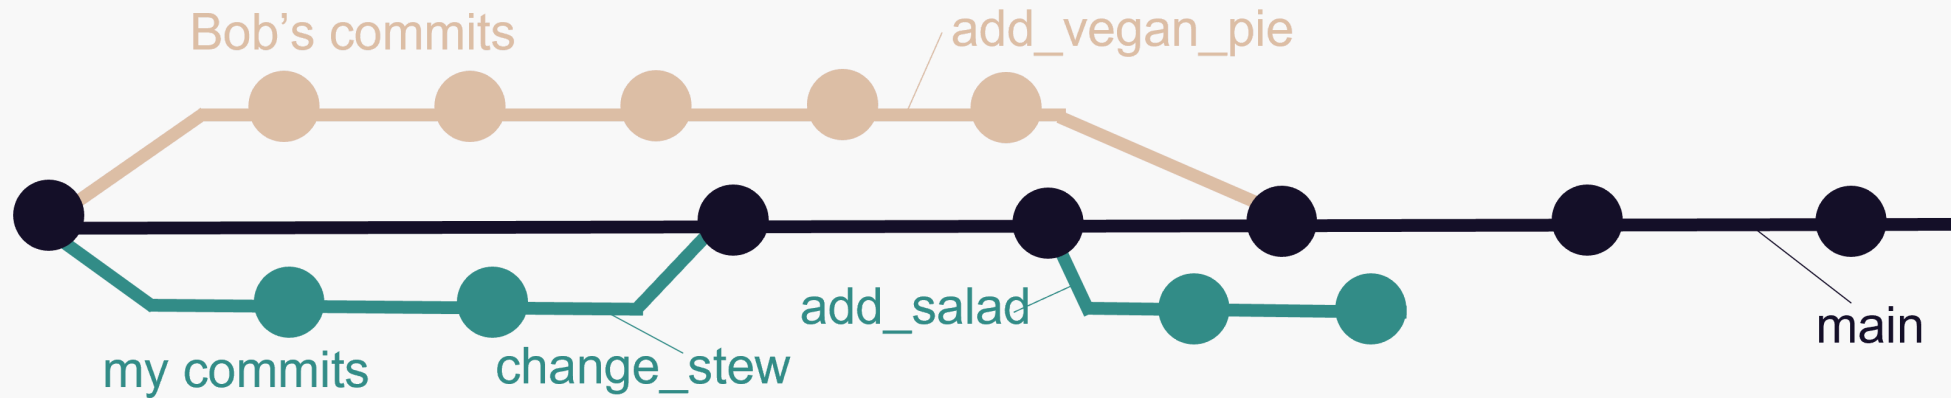 Bob’s commits
add_vegan_pie
add_salad
main
my commits
change_stew